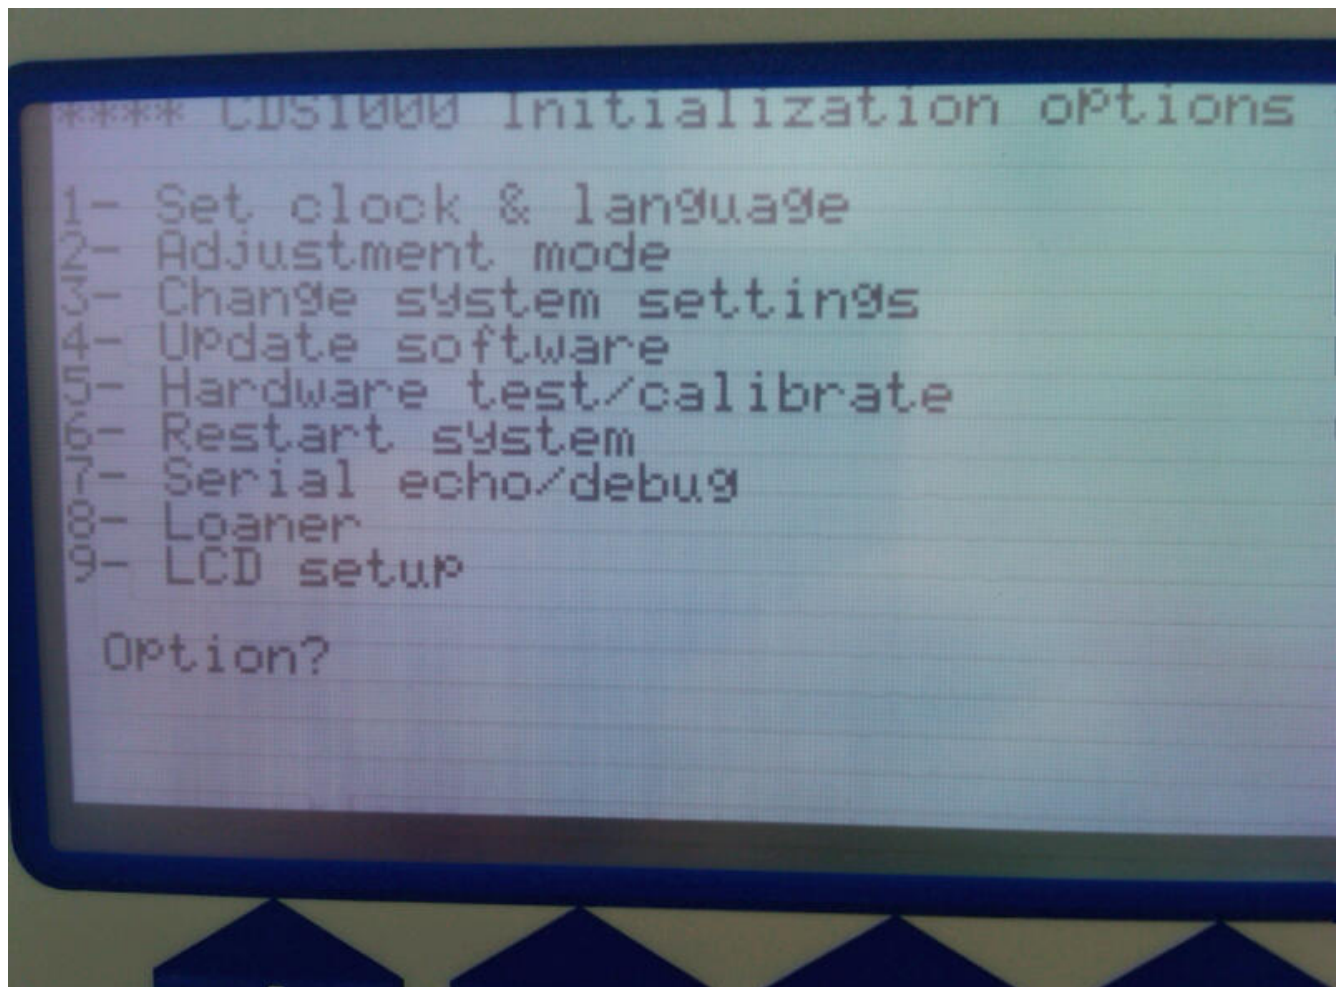 **** CDS1000 Initialization options
1- Set clock & language
2- Adjustment mode
3- Change system settings
4- Update software
5- Hardware test/calibrate
6- Restart system
7- Serial echo/debug
8- Loaner
9- LCD setup
Option?